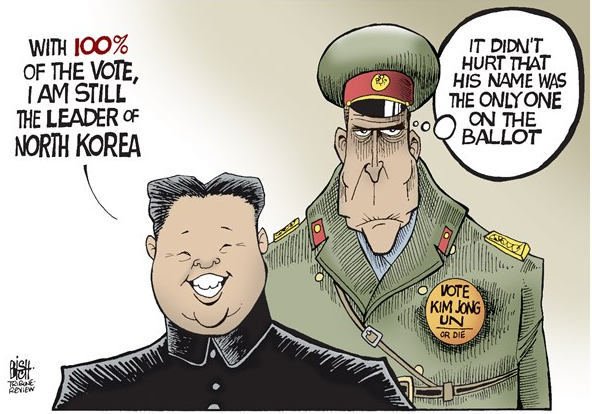 WITH 100%
OF THE VOTE,
I AM STILL
THE LEADER OF
NORTH KOREA
IT DIDN'T
HURT THAT
HIS NAME WAS
THE ONLY ONE
ON THE
BALLOT
VOTE
KIM JONG
UN
OR DIE
BISH
TRIBUNE-
REVIEW